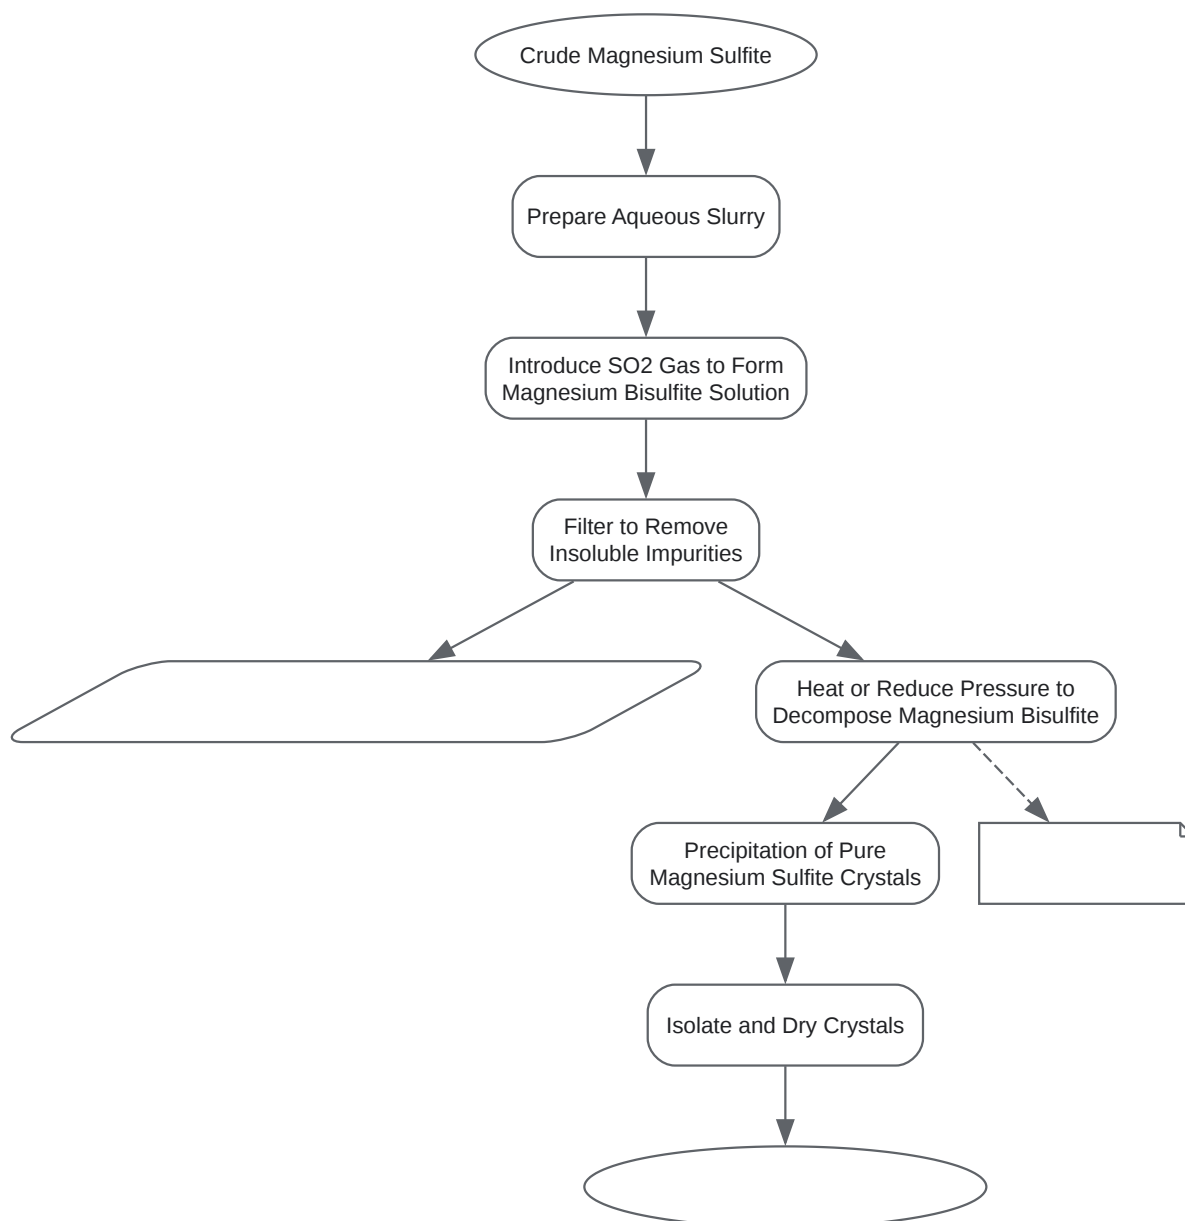 Crude Magnesium Sulfite
Prepare Aqueous Slurry
Introduce SO2 Gas to Form
Magnesium Bisulfite Solution
Filter to Remove
Insoluble Impurities
Heat or Reduce Pressure to
Decompose Magnesium Bisulfite
Precipitation of Pure
Magnesium Sulfite Crystals
Isolate and Dry Crystals